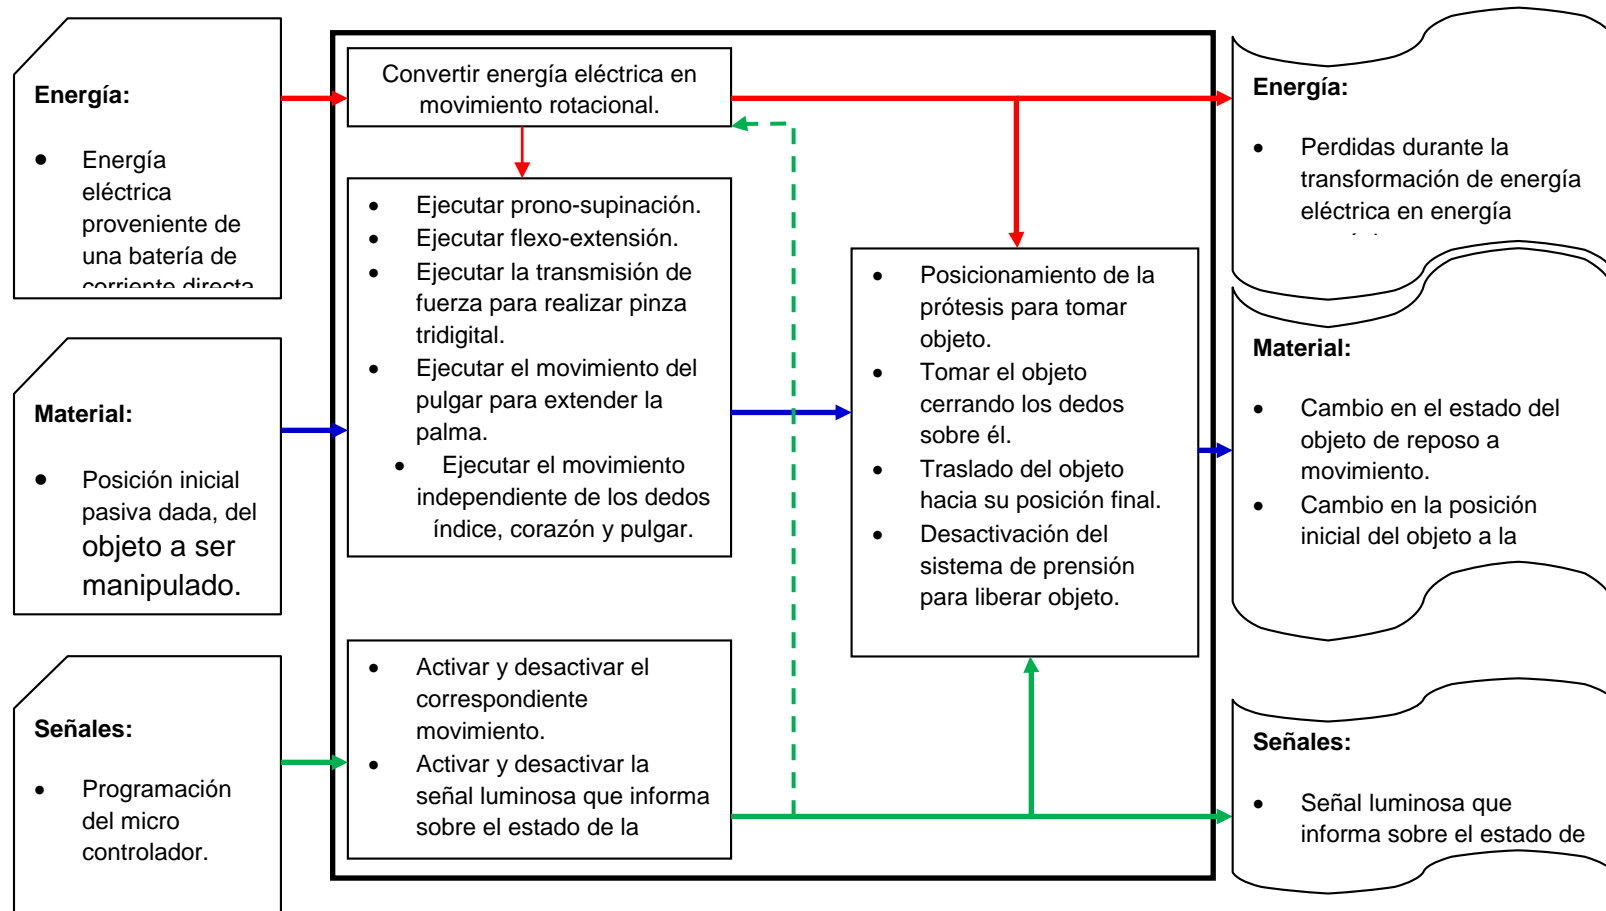 Energía:
• Energía
eléctrica
proveniente de
una batería de
corriente directa
Material:
• Posición inicial
pasiva dada, del
objeto a ser
manipulado.
Señales:
• Programación
del micro
controlador.
Convertir energía eléctrica en
movimiento rotacional.
• Ejecutar prono-supinación.
• Ejecutar flexo-extensión.
• Ejecutar la transmisión de
fuerza para realizar pinza
tridigital.
• Ejecutar el movimiento del
pulgar para extender la
palma.
• Ejecutar el movimiento
independiente de los dedos
índice, corazón y pulgar.
• Activar y desactivar el
correspondiente
movimiento.
• Activar y desactivar la
señal luminosa que informa
sobre el estado de la
• Posicionamiento de la
prótesis para tomar
objeto.
• Tomar el objeto
cerrando los dedos
sobre él.
• Traslado del objeto
hacia su posición final.
• Desactivación del
sistema de prensión
para liberar objeto.
Energía:
• Perdidas durante la
transformación de energía
eléctrica en energía
Material:
• Cambio en el estado del
objeto de reposo a
movimiento.
• Cambio en la posición
inicial del objeto a la
Señales:
• Señal luminosa que
informa sobre el estado de